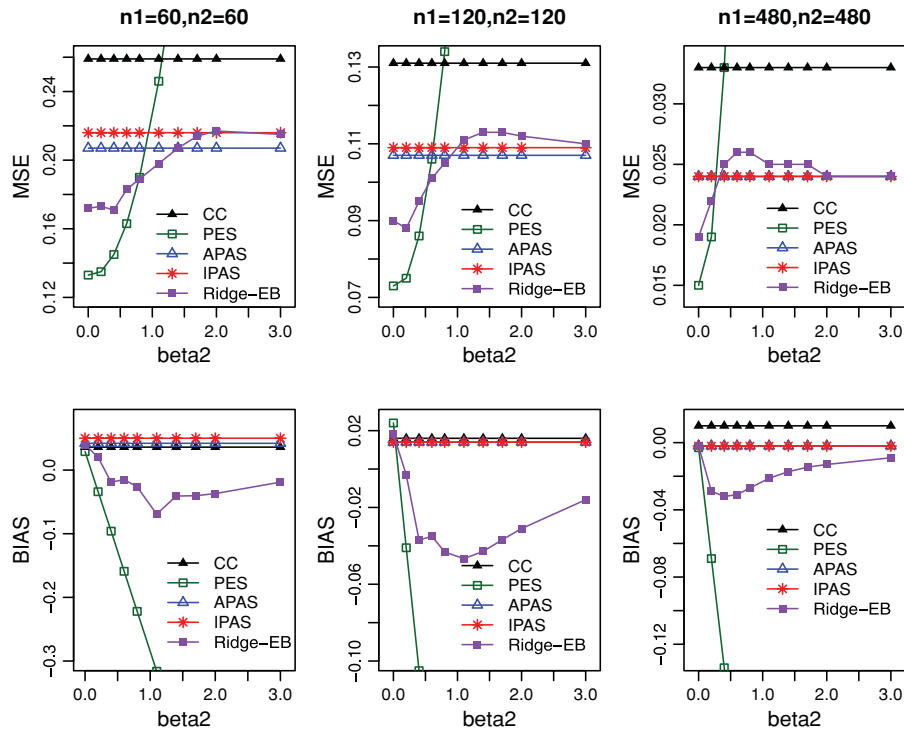 n1=60,n2=60
n1=120,n2=120
n1=480,n2=480
MSE
0.12
0.16
0.20
0.24
CC
PES
APAS
IPAS
Ridge−EB
0.0
1.0
2.0
3.0
beta2
MSE
0.07
0.09
0.11
0.13
CC
PES
APAS
IPAS
Ridge−EB
0.0
1.0
2.0
3.0
beta2
MSE
0.015
0.020
0.025
0.030
CC
PES
APAS
IPAS
Ridge−EB
0.0
1.0
2.0
3.0
beta2
BIAS
−0.3
−0.2
−0.1
0.0
CC
PES
APAS
IPAS
Ridge−EB
0.0
1.0
2.0
3.0
beta2
BIAS
−0.10
−0.06
−0.02
0.02
CC
PES
APAS
IPAS
Ridge−EB
0.0
1.0
2.0
3.0
beta2
BIAS
−0.12
−0.08
−0.04
0.00
CC
PES
APAS
IPAS
Ridge−EB
0.0
1.0
2.0
3.0
beta2